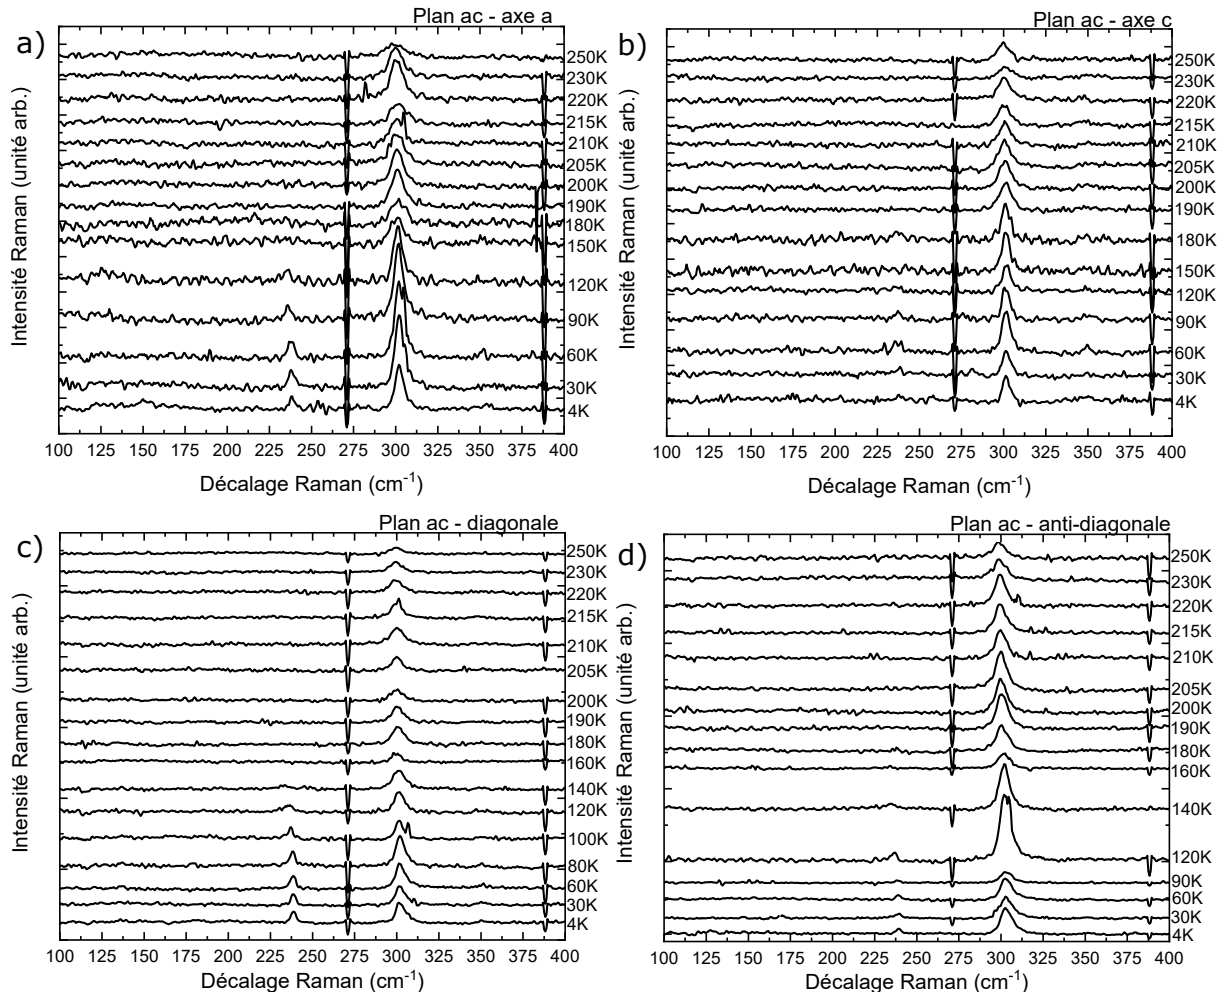 Plan ac - axe a
a)
Intensité Raman (unité arb.)
250K
230K
220K
215K
210K
205K
200K
190K
180K
150K
120K
90K
60K
30K
4K
100 125 150 175 200 225 250 275 300 325 350 375 400
Décalage Raman (cm-1)
Plan ac - axe c
b)
Intensité Raman (unité arb.)
250K
230K
220K
215K
210K
205K
200K
190K
180K
150K
120K
90K
60K
30K
4K
100 125 150 175 200 225 250 275 300 325 350 375 400
Décalage Raman (cm-1)
Plan ac - diagonale
c)
Intensité Raman (unité arb.)
250K
230K
220K
215K
210K
205K
200K
190K
180K
160K
140K
120K
100K
80K
60K
30K
4K
100 125 150 175 200 225 250 275 300 325 350 375 400
Décalage Raman (cm-1)
Plan ac - anti-diagonale
d)
Intensité Raman (unité arb.)
250K
230K
220K
215K
210K
205K
200K
190K
180K
160K
140K
120K
90K
60K
30K
4K
100 125 150 175 200 225 250 275 300 325 350 375 400
Décalage Raman (cm-1)